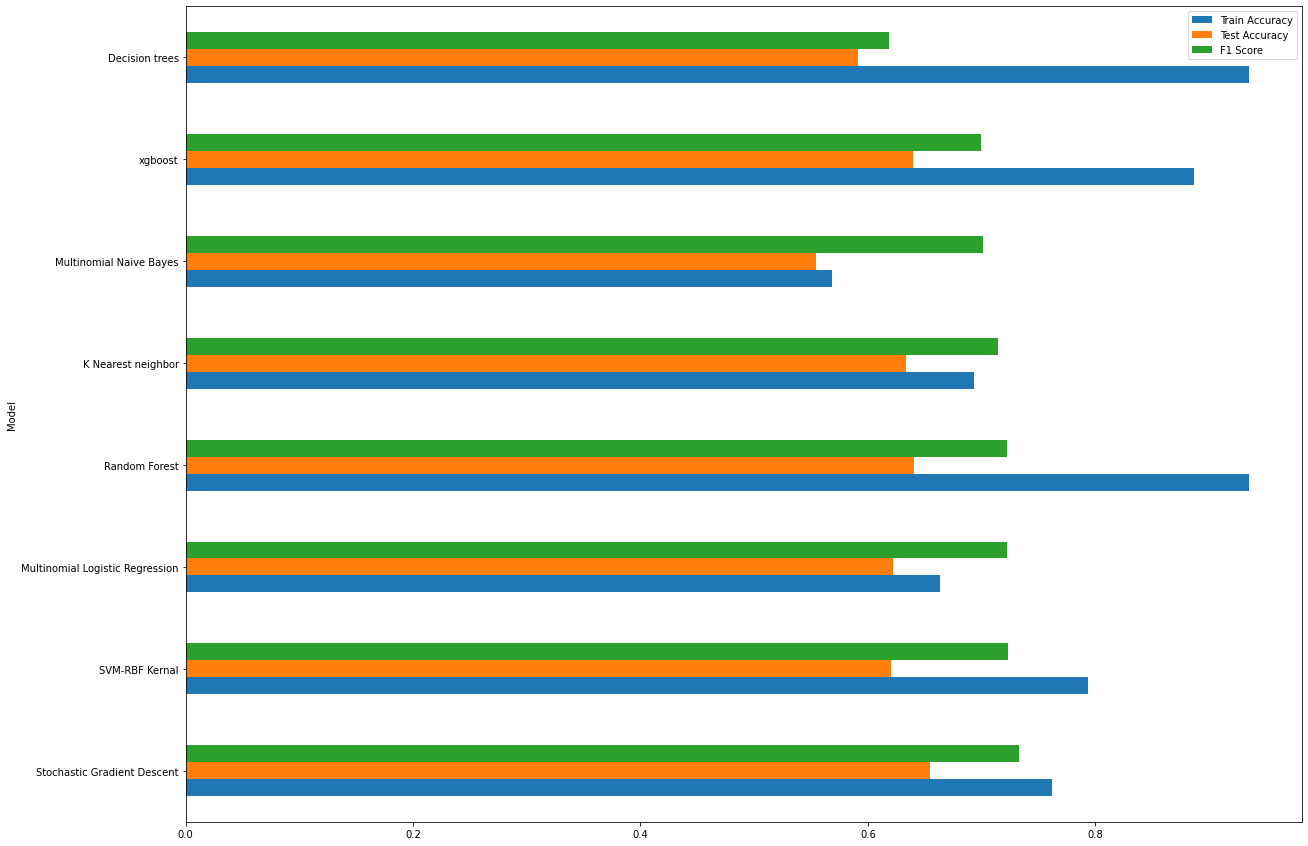 Train Accuracy
Test Accuracy
F1 Score
Decision trees
xgboost
Multinomial Naive Bayes
K Nearest neighbor
Random Forest
Multinomial Logistic Regression
SVM-RBF Kernal
Stochastic Gradient Descent
Model
0.0 0.2 0.4 0.6 0.8